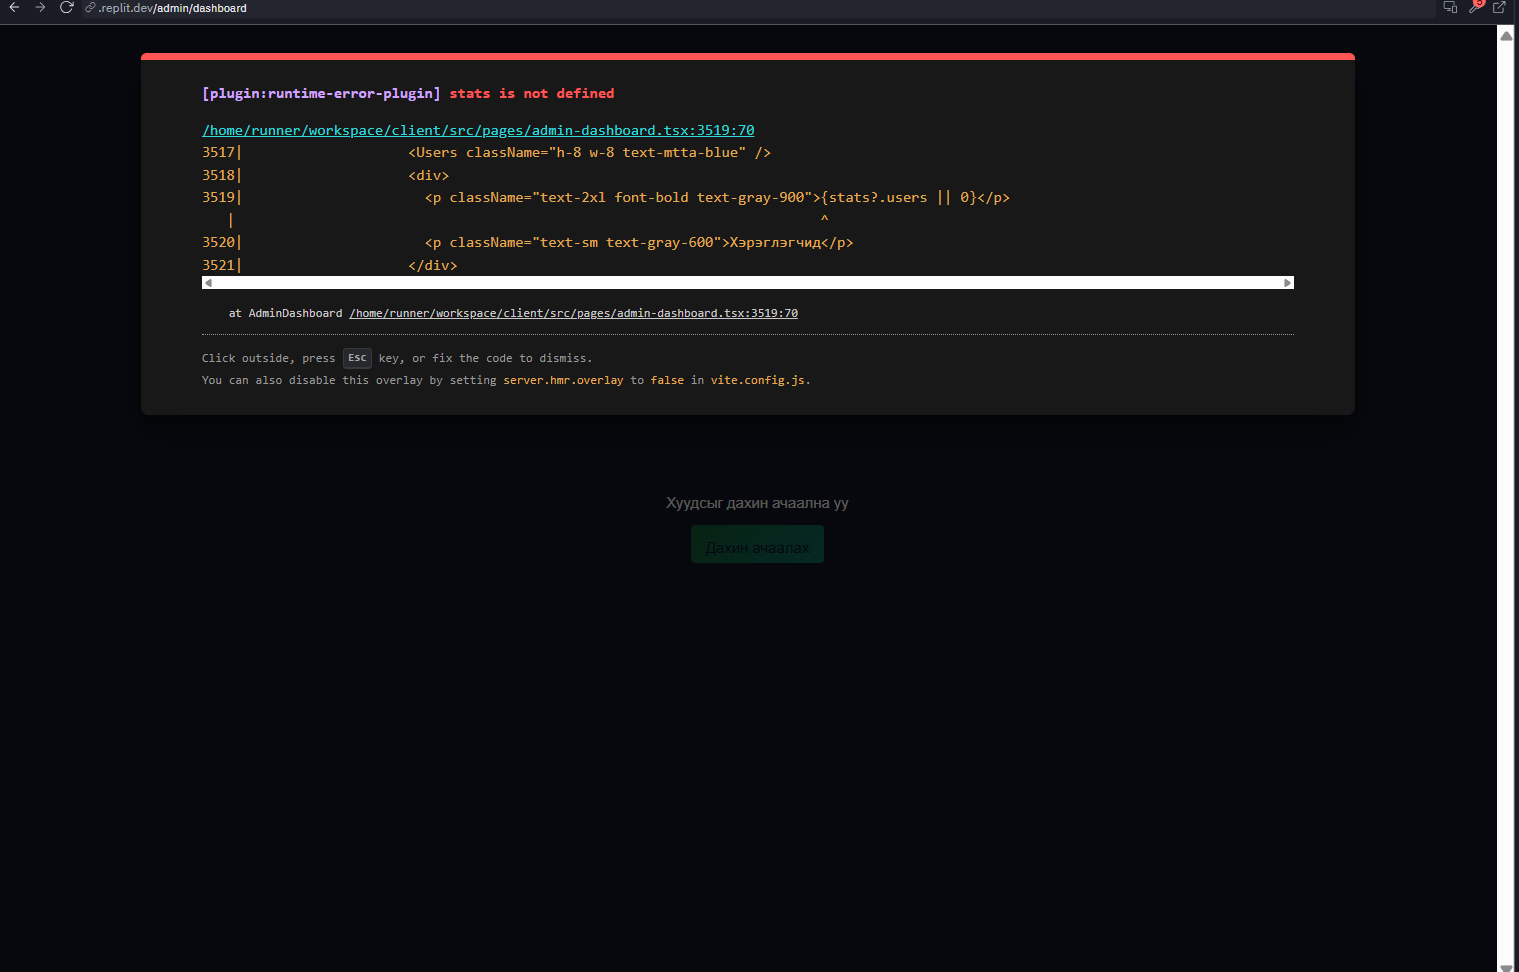 .replit.dev/admin/dashboard
5
[plugin:runtime-error-plugin] stats is not defined
/home/runner/workspace/client/src/pages/admin-dashboard.tsx:3519:70
3517|                    <Users className="h-8 w-8 text-mtta-blue" />
3518|                    <div>
3519|                      <p className="text-2xl font-bold text-gray-900">{stats?.users || 0}</p>
   |                                                                      ^
3520|                      <p className="text-sm text-gray-600">Хэрэглэгчид</p>
3521|                    </div>
at AdminDashboard /home/runner/workspace/client/src/pages/admin-dashboard.tsx:3519:70
Click outside, press Esc key, or fix the code to dismiss.
You can also disable this overlay by setting server.hmr.overlay to false in vite.config.js.
Хуудсыг дахин ачаална уу
Дахин ачаалах